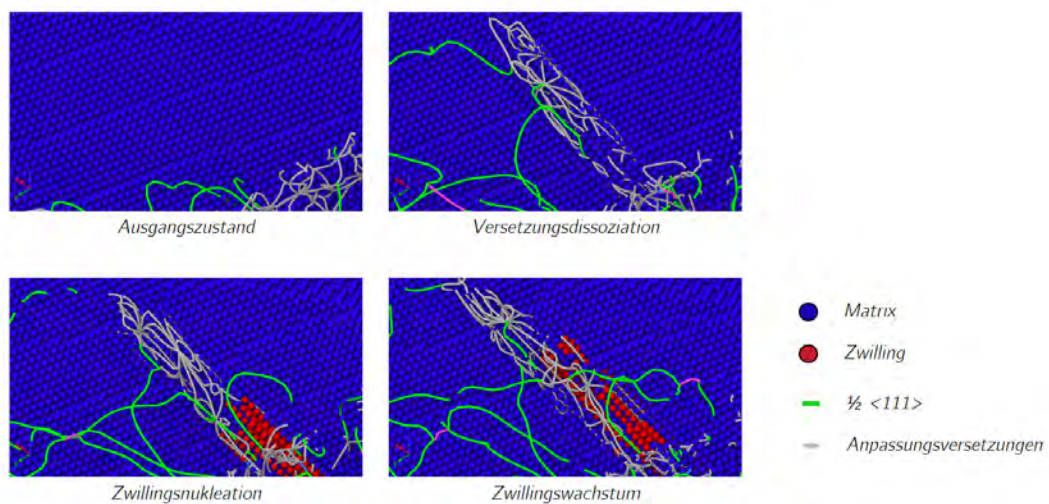 Ausgangszustand
Versetzungsdissoziation
Zwillingsnukleation
Zwillingswachstum
Matrix
Zwilling
½ <111>
Anpassungsversetzungen